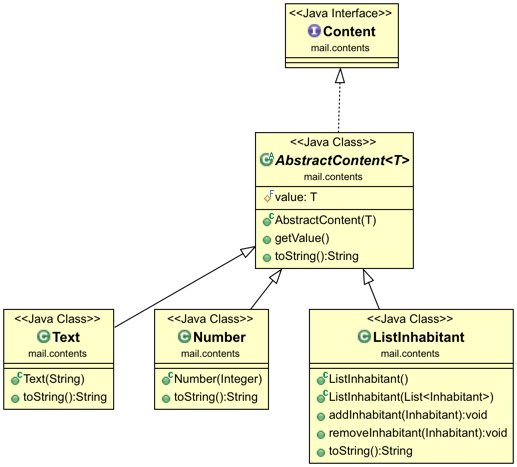 <<Java Interface>>
Content
mail.contents
<<Java Class>>
AbstractContent<T>
mail.contents
value: T
AbstractContent(T)
getValue()
toString():String
<<Java Class>>
Text
mail.contents
Text(String)
toString():String
<<Java Class>>
Number
mail.contents
Number(Integer)
toString():String
<<Java Class>>
ListInhabitant
mail.contents
ListInhabitant()
ListInhabitant(List<Inhabitant>)
addInhabitant(Inhabitant):void
removeInhabitant(Inhabitant):void
toString():String